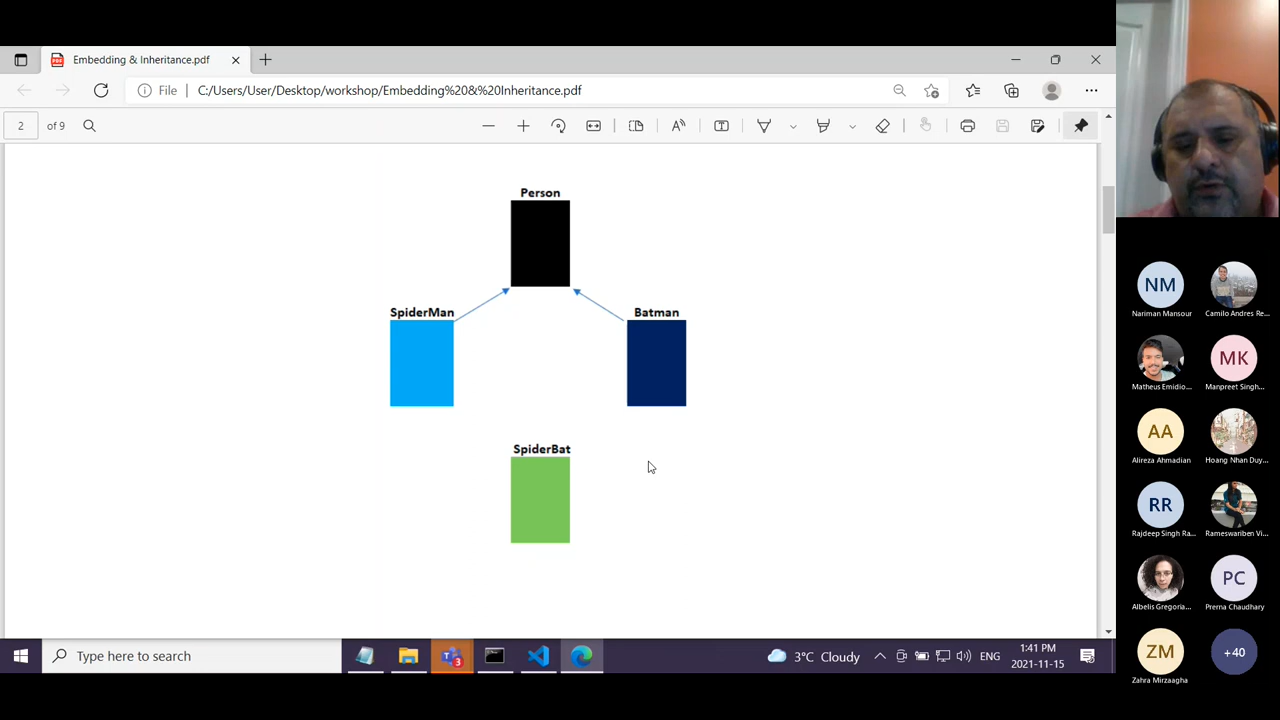 Embedding & Inheritance.pdf
File
C:/Users/User/Desktop/workshop/Embedding%20&%20Inheritance.pdf
2
of 9
Person
SpiderMan
Batman
SpiderBat
NM
Nariman Mansour
Camilo Andres Re...
Matheus Emidio...
MK
Manpreet Singh...
AA
Alireza Ahmadian
Hoang Nhan Duy...
RR
Rajdeep Singh Ra...
Rameswariben Vi...
Albelis Gregoria...
PC
Prerna Chaudhary
ZM
Zahra Mirzaagha
+40
Type here to search
3
3°C Cloudy
ENG
1:41 PM
2021-11-15